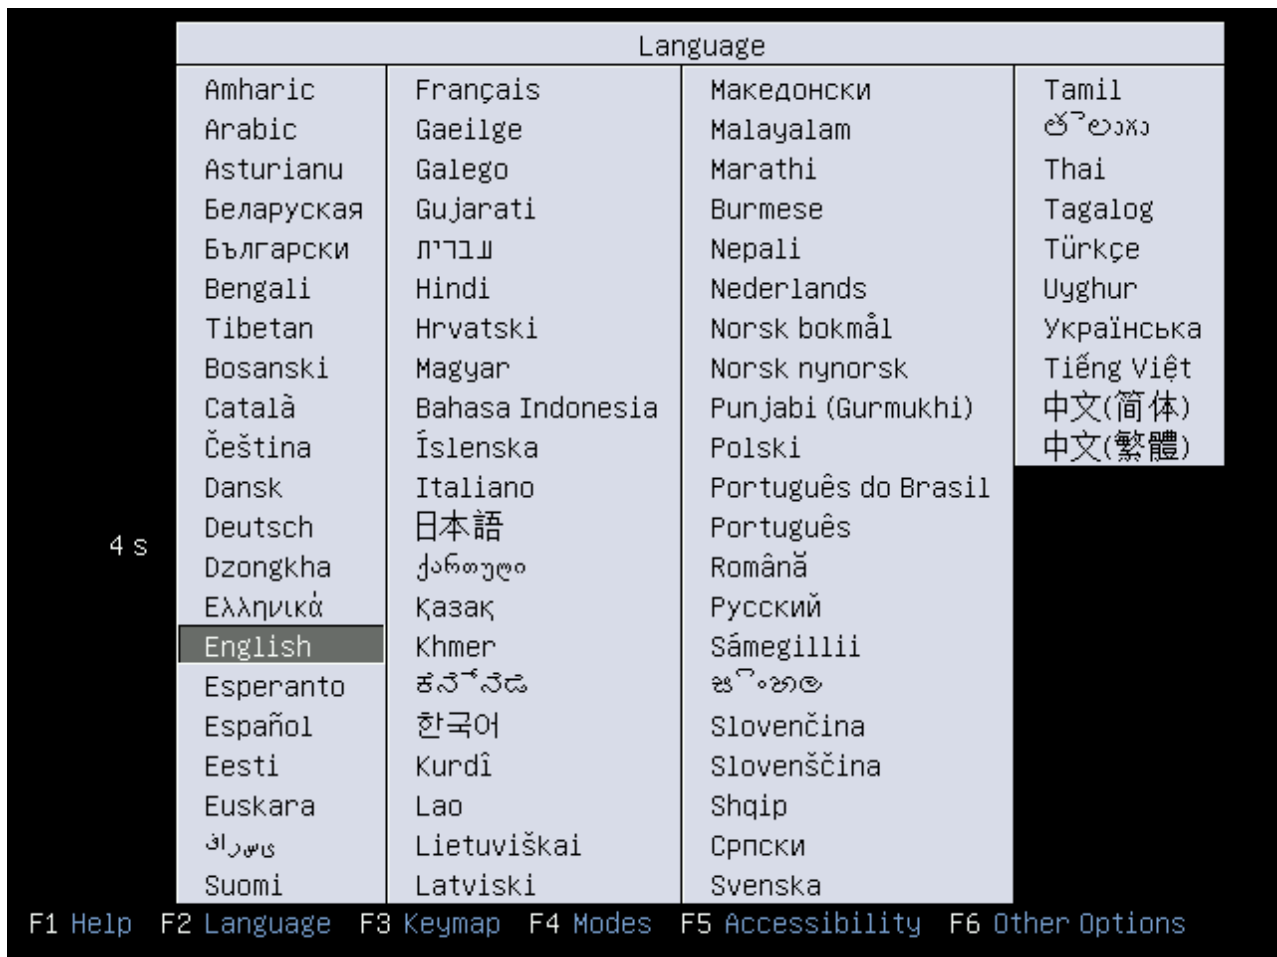 Language
Amharic
Arabic
Asturianu
Беларуская
Български
Bengali
Tibetan
Bosanski
Català
Čeština
Dansk
Deutsch
Dzongkha
Ελληνικά
English
Esperanto
Español
Eesti
Euskara
فارسی
Suomi
Français
Gaeilge
Galego
Gujarati
עברית
Hindi
Hrvatski
Magyar
Bahasa Indonesia
Íslenska
Italiano
日本語
ქართული
Қазақ
Khmer
ಕನ್ನಡ
한국어
Kurdî
Lao
Lietuviškai
Latviski
Македонски
Malayalam
Marathi
Burmese
Nepali
Nederlands
Norsk bokmål
Norsk nynorsk
Punjabi (Gurmukhi)
Polski
Português do Brasil
Português
Română
Русский
Sámegillii
සිංහල
Slovenčina
Slovenščina
Shqip
Српски
Svenska
Tamil
తెలుగు
Thai
Tagalog
Türkçe
Uyghur
Українська
Tiếng Việt
中文(简体)
中文(繁體)
4 s
F1 Help F2 Language F3 Keymap F4 Modes F5 Accessibility F6 Other Options